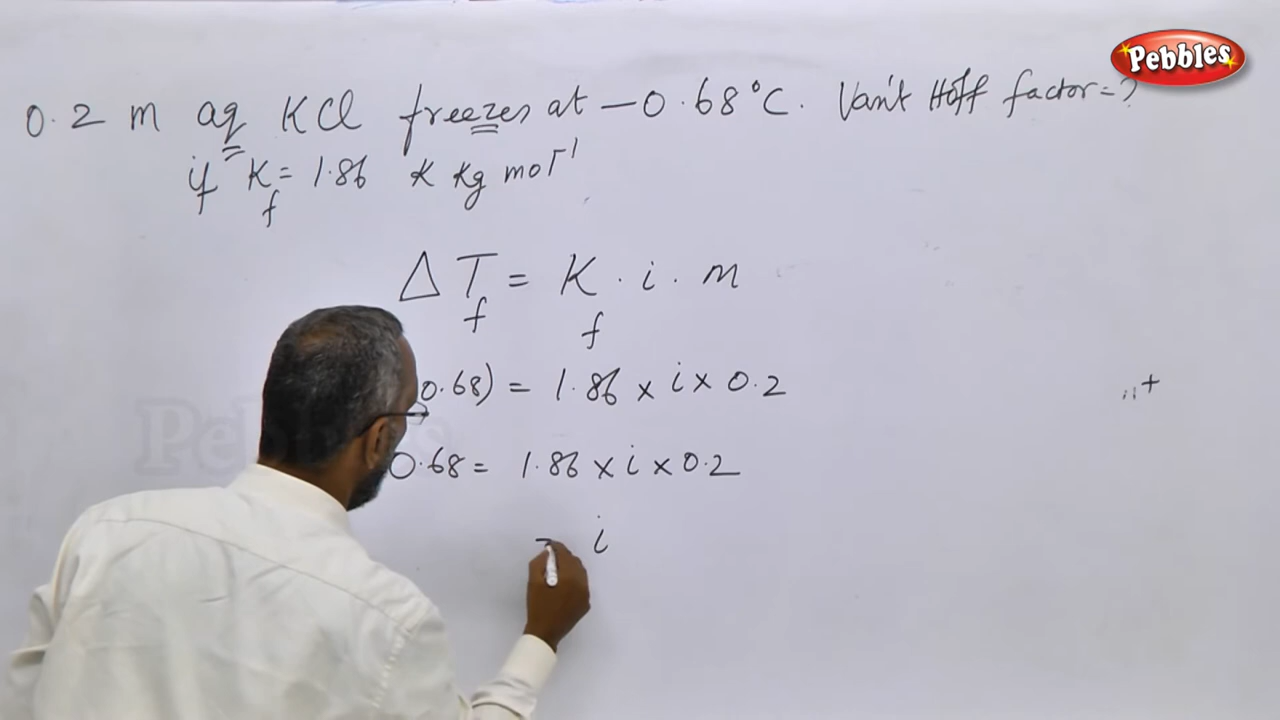 Pebbles
0.2 m aq KCl freezes at -0.68°C. Van't Hoff factor=?
if Kf = 1.86 K Kg mol⁻¹
ΔTf = Kf . i . m
0.68) = 1.86 x i x 0.2
0.68 = 1.86 x i x 0.2
= i
Pebbles